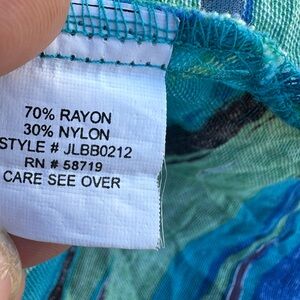 70% RAYON
30% NYLON
STYLE # JLBB0212
RN # 58719
CARE SEE OVER